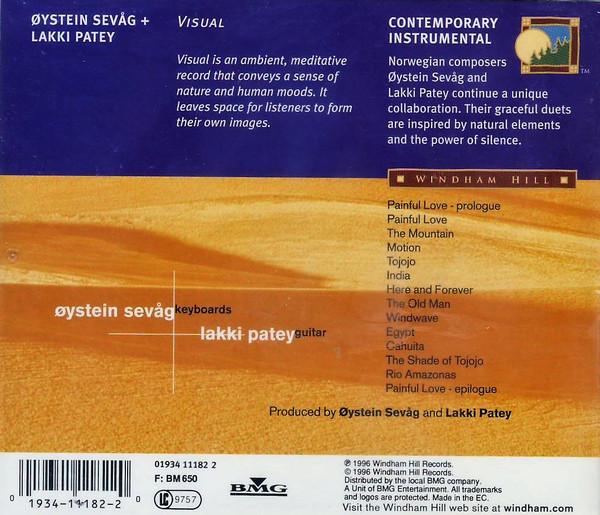 ØYSTEIN SEVÅG +
LAKKI PATEY
VISUAL
Visual is an ambient, meditative
record that conveys a sense of
nature and human moods. It
leaves space for listeners to form
their own images.
CONTEMPORARY
INSTRUMENTAL
Norwegian composers
Øystein Sevåg and
Lakki Patey continue a unique
collaboration. Their graceful duets
are inspired by natural elements
and the power of silence.
TM
WINDHAM HILL
Painful Love - prologue
Painful Love
The Mountain
Motion
Tojojo
India
Here and Forever
The Old Man
Windwave
Egypt
Cahuita
The Shade of Tojojo
Rio Amazonas
Painful Love - epilogue
øystein sevåg keyboards
lakki patey guitar
Produced by Øystein Sevåg and Lakki Patey
0 1934-11182-2 0
01934 11182 2
F: BM 650
LC 9757
BMG
℗ 1996 Windham Hill Records.
© 1996 Windham Hill Records.
Distributed by the local BMG company.
A Unit of BMG Entertainment. All trademarks
and logos are protected. Made in the EC.
Visit the Windham Hill web site at windham.com